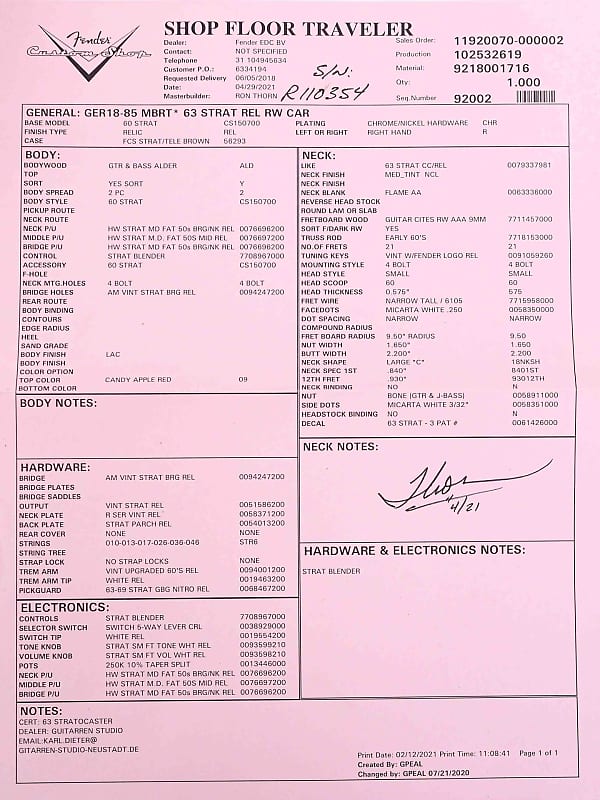 Fender
Custom Shop
SHOP FLOOR TRAVELER
Dealer: Fender EDC BV
Contact: NOT SPECIFIED
Telephone 31 104945634
Customer P.O.: 6334194
Requested Delivery 06/05/2018
Date: 04/29/2021
Masterbuilder: RON THORN
S/N:
R110354
Sales Order: 11920070-000002
Production 102532619
Material: 9218001716
Qty: 1.000
Seq.Number 92002
GENERAL: GER18-85 MBRT* 63 STRAT REL RW CAR
BASE MODEL 60 STRAT CS150700 PLATING CHROME/NICKEL HARDWARE CHR
FINISH TYPE RELIC REL LEFT OR RIGHT RIGHT HAND R
CASE FCS STRAT/TELE BROWN 56293
BODY:
BODYWOOD GTR & BASS ALDER ALD
TOP
SORT YES SORT Y
BODY SPREAD 2 PC 2
BODY STYLE 60 STRAT CS150700
PICKUP ROUTE
NECK ROUTE
NECK P/U HW STRAT MD FAT 50s BRG/NK REL 0076696200
MIDDLE P/U HW STRAT M.D. FAT 50S MID REL 0076697200
BRIDGE P/U HW STRAT MD FAT 50s BRG/NK REL 0076696200
CONTROL STRAT BLENDER 7708967000
ACCESSORY 60 STRAT CS150700
F-HOLE
NECK MTG.HOLES 4 BOLT 4 BOLT
BRIDGE HOLES AM VINT STRAT BRG REL 0094247200
REAR ROUTE
BODY BINDING
CONTOURS
EDGE RADIUS
HEEL
SAND GRADE
BODY FINISH LAC
BODY FINISH
COLOR OPTION
TOP COLOR CANDY APPLE RED 09
BOTTOM COLOR
BODY NOTES:
HARDWARE:
BRIDGE AM VINT STRAT BRG REL 0094247200
BRIDGE PLATES
BRIDGE SADDLES
OUTPUT VINT STRAT REL 0051586200
NECK PLATE R SER VINT REL 0058371200
BACK PLATE STRAT PARCH REL 0054013200
REAR COVER NONE NONE
STRINGS 010-013-017-026-036-046 STR6
STRING TREE
STRAP LOCK NO STRAP LOCKS NONE
TREM ARM VINT UPGRADED 60'S REL 0094001200
TREM ARM TIP WHITE REL 0019463200
PICKGUARD 63-69 STRAT GBG NITRO REL 0068467200
ELECTRONICS:
CONTROLS STRAT BLENDER 7708967000
SELECTOR SWITCH SWITCH 5-WAY LEVER CRL 0038929000
SWITCH TIP WHITE REL 0019554200
TONE KNOB STRAT SM FT TONE WHT REL 0093599210
VOLUME KNOB STRAT SM FT VOL WHT REL 0093598210
POTS 250K 10% TAPER SPLIT 0013446000
NECK P/U HW STRAT MD FAT 50s BRG/NK REL 0076696200
MIDDLE P/U HW STRAT M.D. FAT 50S MID REL 0076697200
BRIDGE P/U HW STRAT MD FAT 50s BRG/NK REL 0076696200
NECK:
LIKE 63 STRAT CC/REL 0079337981
NECK FINISH MED_TINT NCL
NECK FINISH
NECK BLANK FLAME AA 0063336000
REVERSE HEAD STOCK
ROUND LAM OR SLAB
FRETBOARD WOOD GUITAR CITES RW AAA 9MM 7711457000
SORT F/DARK RW YES
TRUSS ROD EARLY 60'S 7718153000
NO.OF FRETS 21 21
TUNING KEYS VINT W/FENDER LOGO REL 0091059260
MOUNTING STYLE 4 BOLT 4 BOLT
HEAD STYLE SMALL SMALL
HEAD SCOOP 60 60
HEAD THICKNESS 0.575" 575
FRET WIRE NARROW TALL / 6105 7715958000
FACEDOTS MICARTA WHITE .250 0058350000
DOT SPACING NARROW NARROW
COMPOUND RADIUS
FRET BOARD RADIUS 9.50" RADIUS 9.50
NUT WIDTH 1.650" 1.650
BUTT WIDTH 2.200" 2.200
NECK SHAPE LARGE "C" 18NKSH
NECK SPEC 1ST .840" 8401ST
12TH FRET .930" 93012TH
NECK BINDING NO N
NUT BONE (GTR & J-BASS) 0058911000
SIDE DOTS MICARTA WHITE 3/32" 0058351000
HEADSTOCK BINDING NO N
DECAL 63 STRAT - 3 PAT # 0061426000
NECK NOTES:
4/21
HARDWARE & ELECTRONICS NOTES:
STRAT BLENDER
NOTES:
CERT: 63 STRATOCASTER
DEALER: GUITARREN STUDIO
EMAIL:KARL.DIETER@
GITARREN-STUDIO-NEUSTADT.DE
Print Date: 02/12/2021 Print Time: 11:08:41 Page 1 of 1
Created By: GPEAL
Changed by: GPEAL 07/21/2020